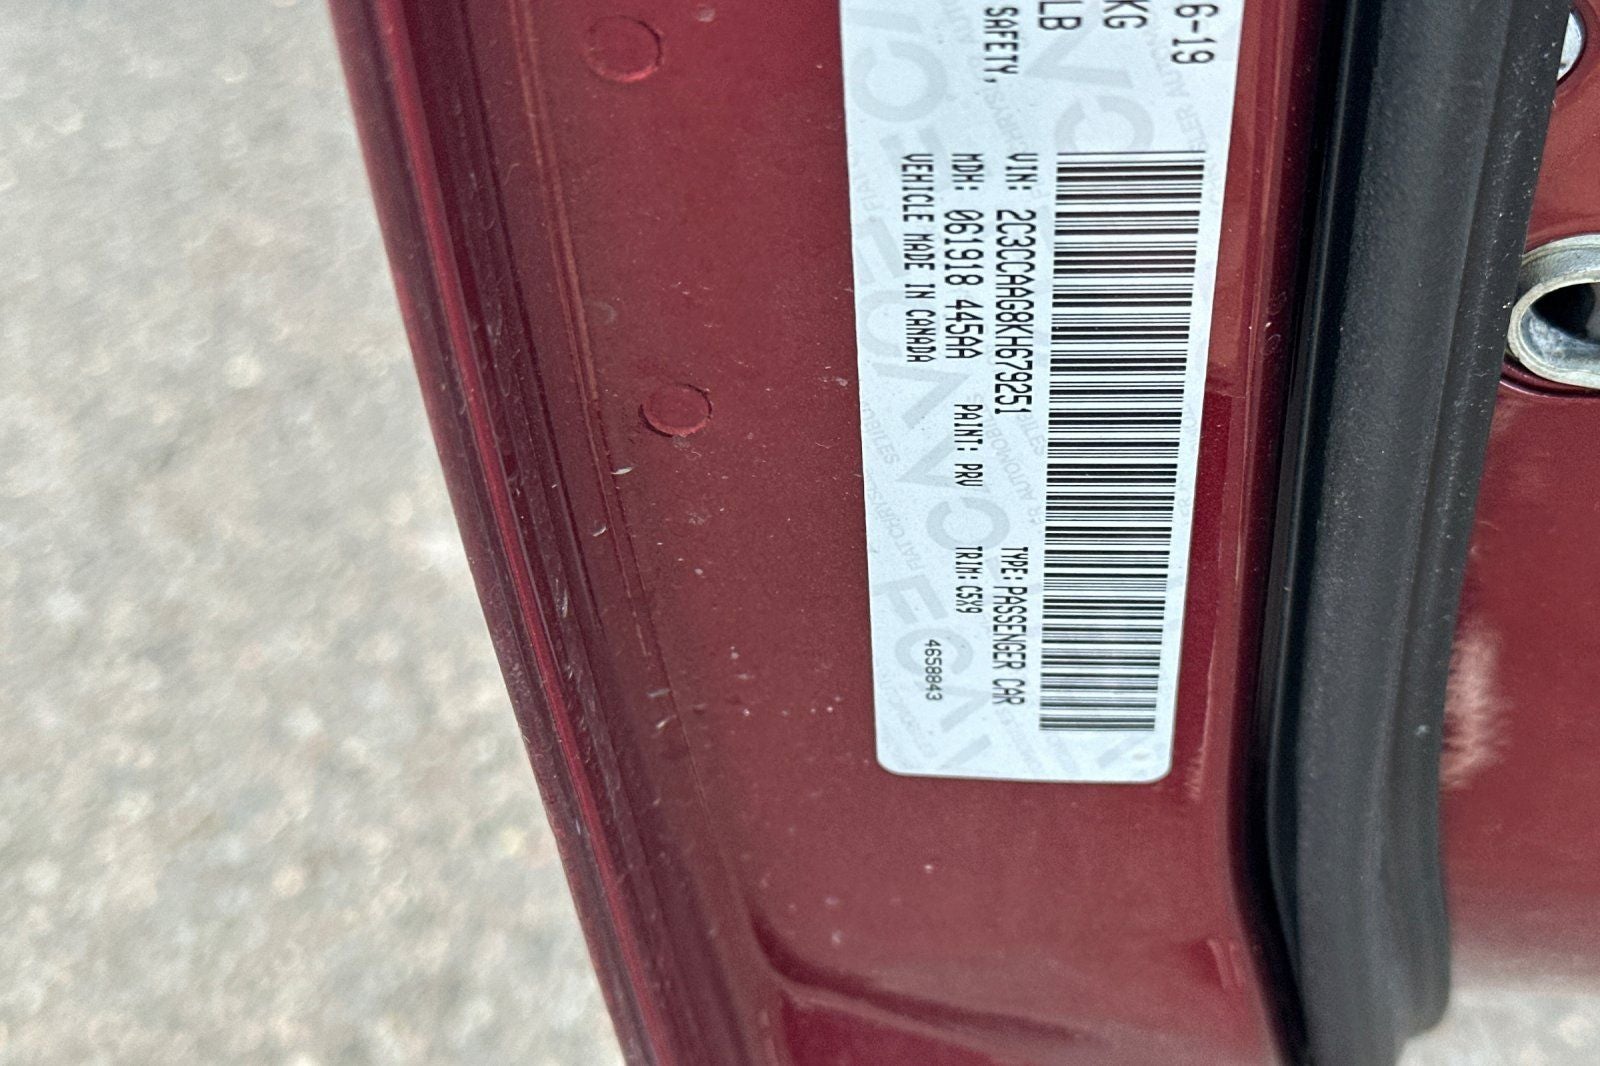 6-19
KG
LB
SAFETY,
VIN: 2C3CCAAG8KH679251 TYPE: PASSENGER CAR
MDH: 061918 445AA PAINT: PRV TRIM: C5X9
VEHICLE MADE IN CANADA 4658843